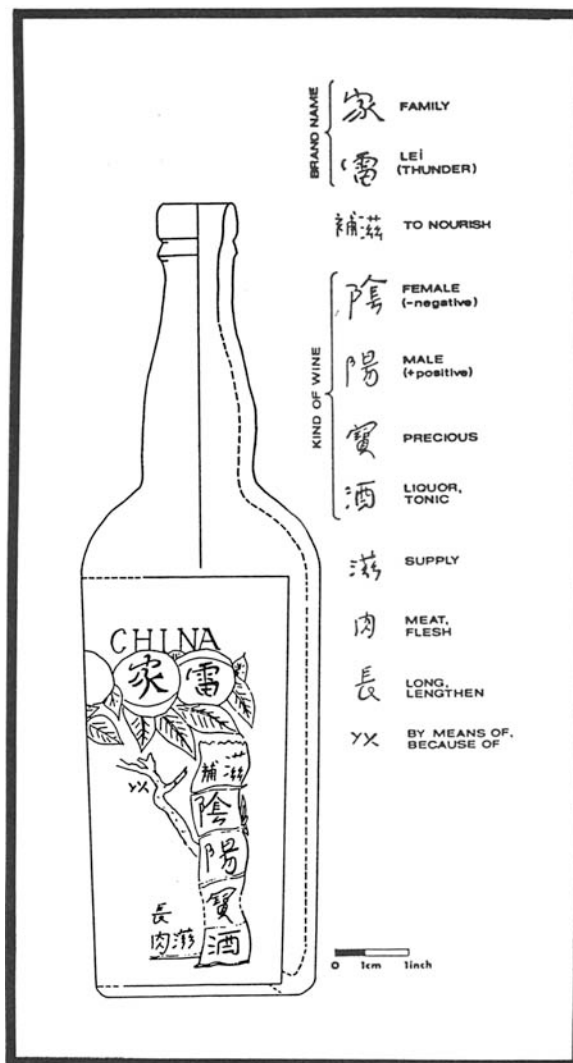 BRAND NAME
家 FAMILY
雷 LEi
(THUNDER)
補滋 TO NOURISH
KIND OF WINE
陰 FEMALE
(-negative)
陽 MALE
(+positive)
寶 PRECIOUS
酒 LIQUOR,
TONIC
滋 SUPPLY
肉 MEAT,
FLESH
長 LONG,
LENGTHEN
BY MEANS OF,
BECAUSE OF
CHINA
家 雷
補滋
陰
陽
寶
酒
長
肉滋
0 1cm 1inch